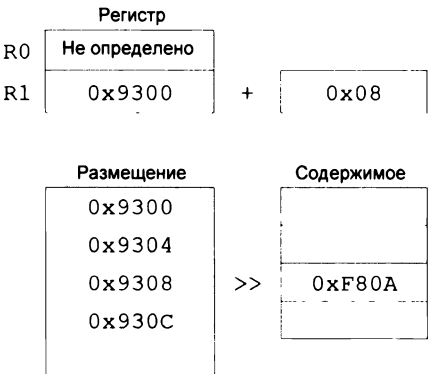 Регистр
R0 Не определено
R1 0x9300 + 0x08
Размещение Содержимое
0x9300
0x9304
0x9308 >> 0xF80A
0x930C